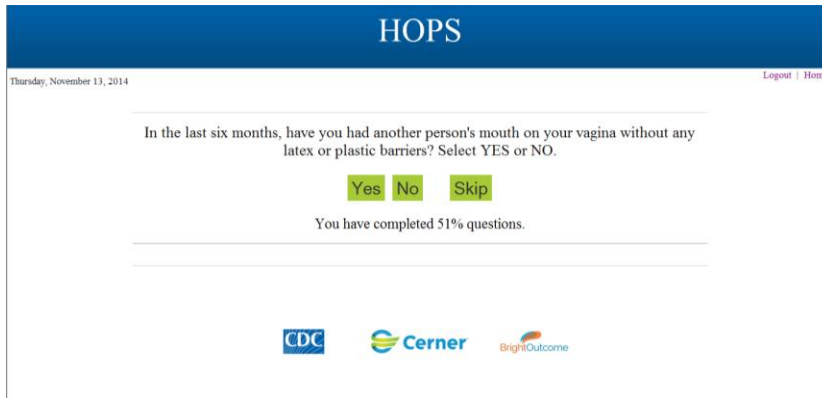 HOPS
Thursday, November 13, 2014
Logout | Hom
In the last six months, have you had another person's mouth on your vagina without any
latex or plastic barriers? Select YES or NO.
Yes No Skip
You have completed 51% questions.
CDC Cerner BrightOutcome